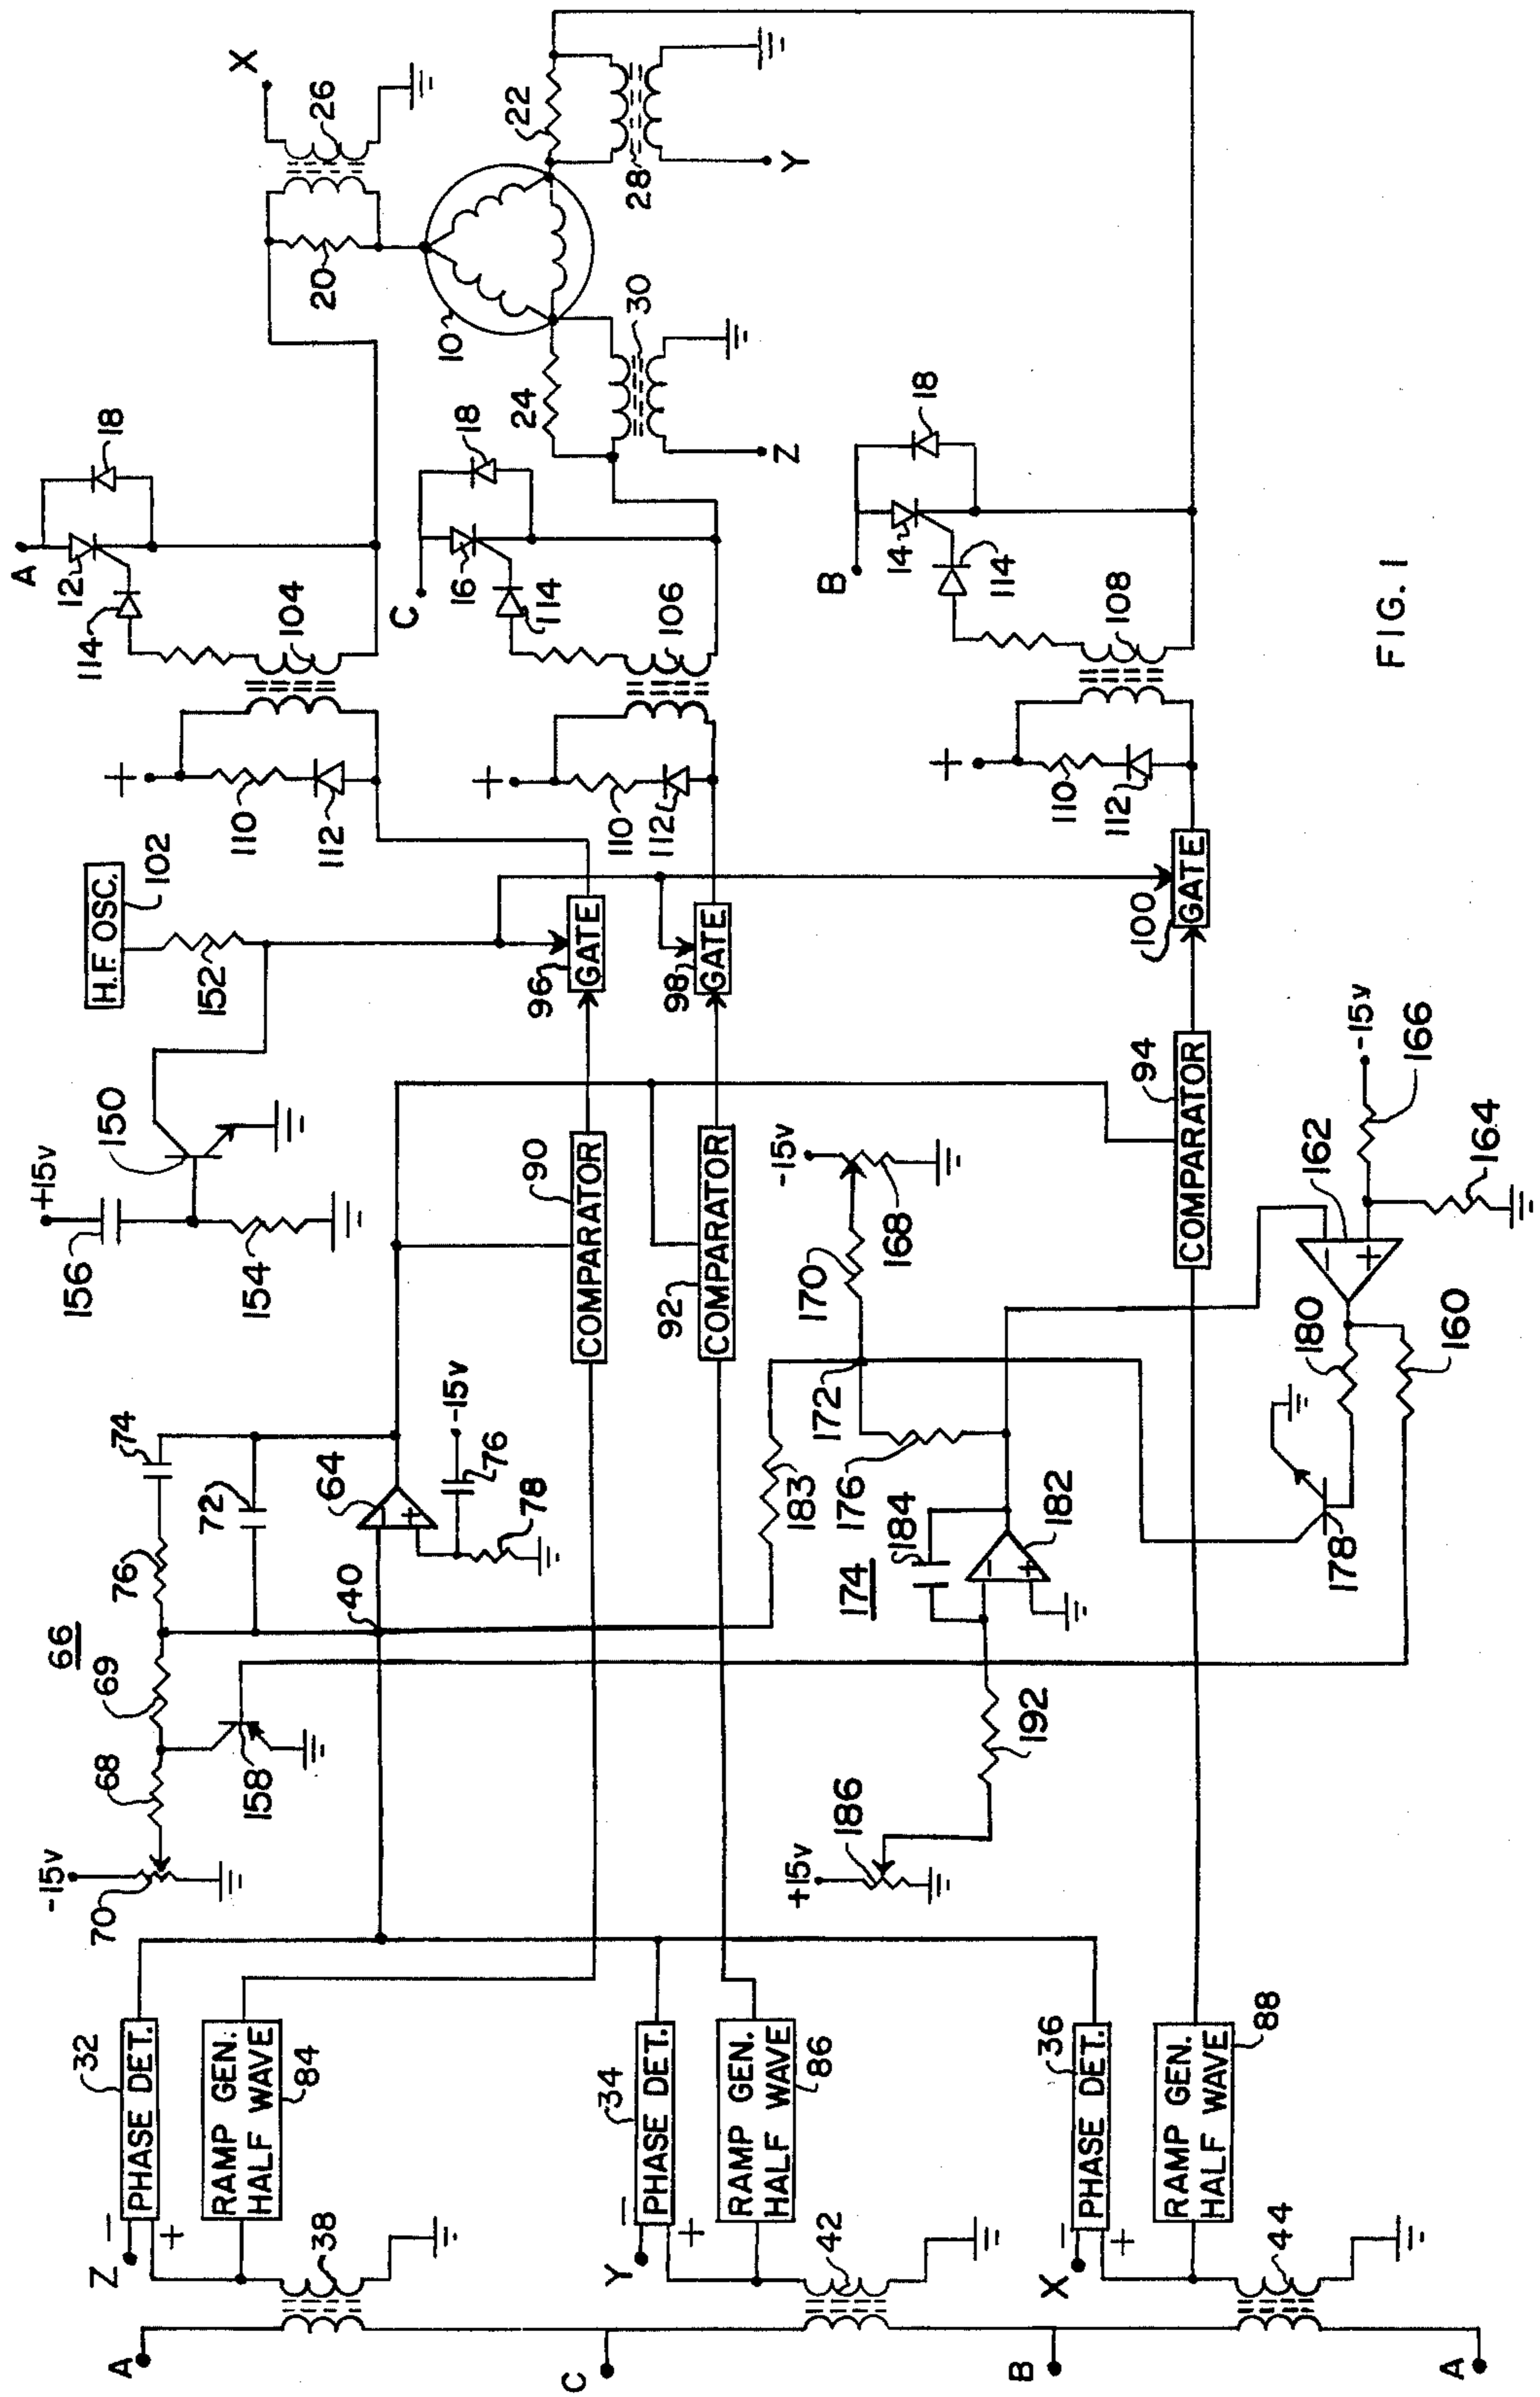 A
Z
−
+
PHASE DET.
32
RAMP GEN.
HALF WAVE
84
38
C
Y
−
+
PHASE DET.
34
RAMP GEN.
HALF WAVE
86
42
B
X
−
+
PHASE DET.
36
RAMP GEN.
HALF WAVE
88
44
A
-15v
70
68
69
66
76
74
72
158
40
64
+
-15v
76
78
+15v
186
192
174
184
−
+
182
176
183
172
170
168
-15v
178
180
160
162
−
+
164
166
-15v
+15v
156
154
150
152
H.F. OSC.
102
COMPARATOR
90
COMPARATOR
92
COMPARATOR
94
GATE
96
GATE
98
GATE
100
+
110
112
104
114
12
A
18
+
110
112
106
114
16
C
18
+
110
112
108
114
14
B
18
20
26
X
10
22
28
Y
24
30
Z
FIG. 1